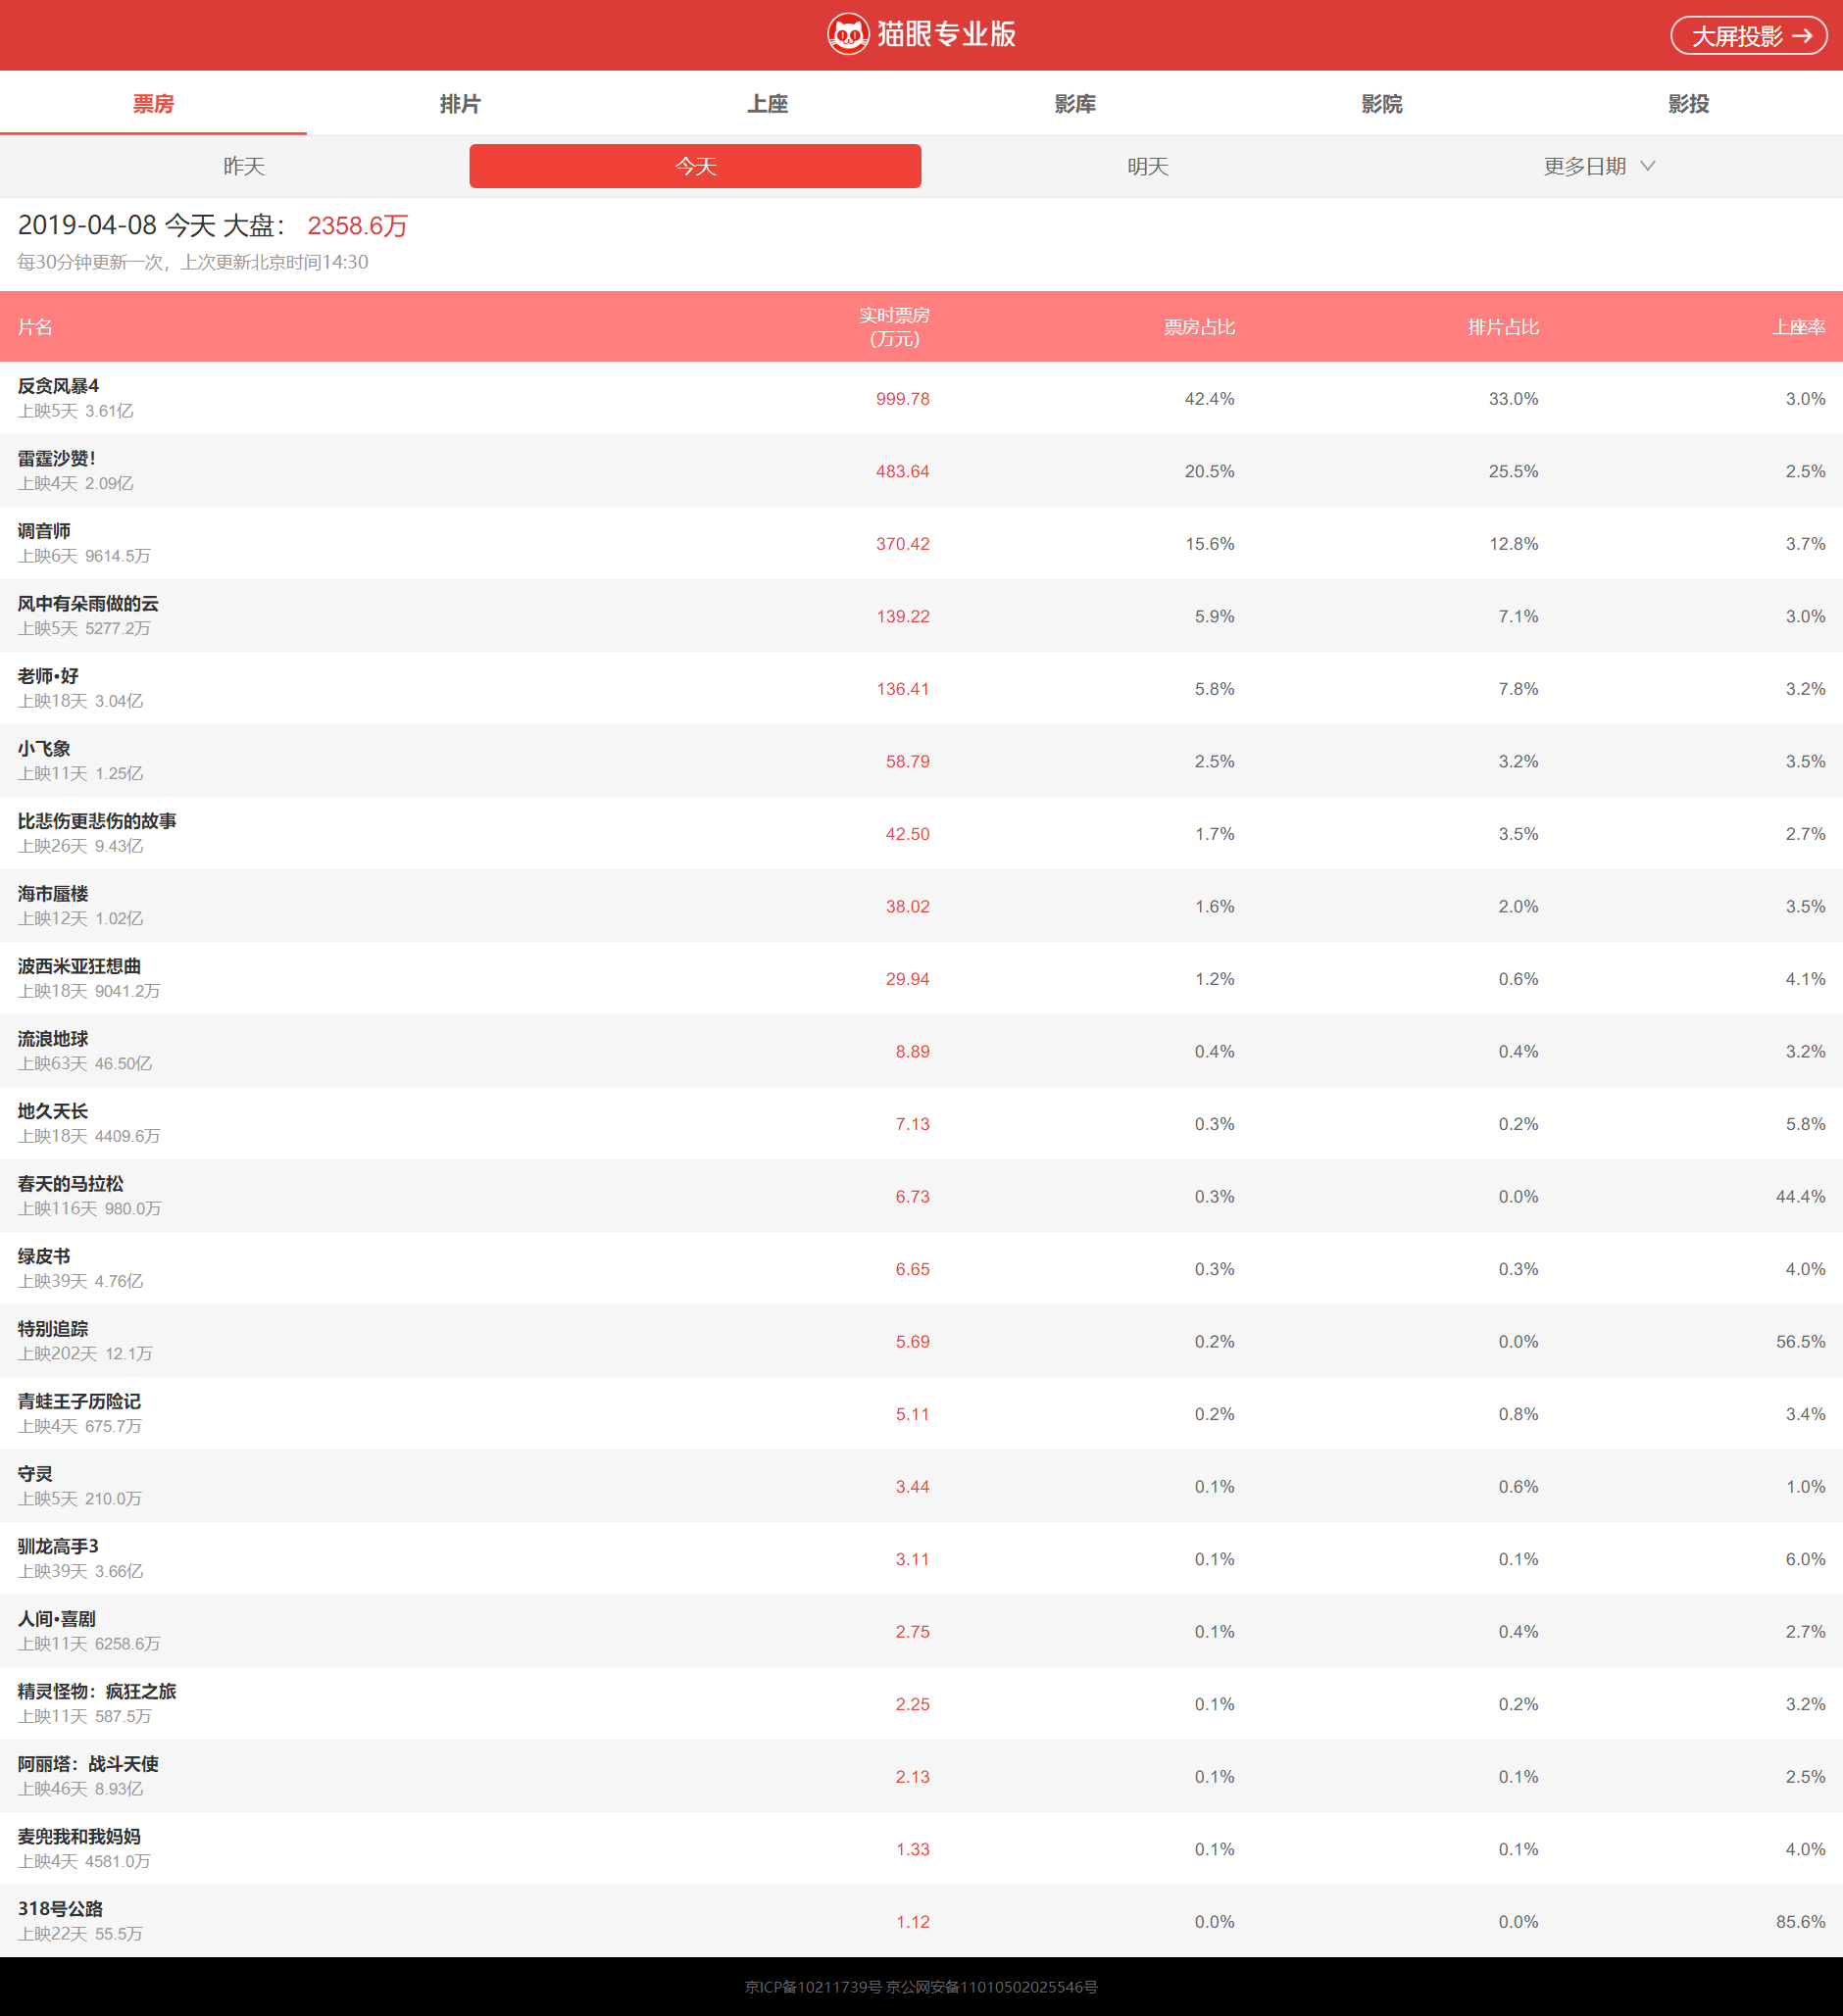 猫眼专业版
大屏投影
票房 排片 上座 影库 影院 影投
昨天 今天 明天 更多日期
2019-04-08 今天 大盘： 2358.6万
每30分钟更新一次，上次更新北京时间14:30
片名 实时票房 (万元) 票房占比 排片占比 上座率
反贪风暴4
上映5天 3.61亿
999.78 42.4% 33.0% 3.0%
雷霆沙赞！
上映4天 2.09亿
483.64 20.5% 25.5% 2.5%
调音师
上映6天 9614.5万
370.42 15.6% 12.8% 3.7%
风中有朵雨做的云
上映5天 5277.2万
139.22 5.9% 7.1% 3.0%
老师•好
上映18天 3.04亿
136.41 5.8% 7.8% 3.2%
小飞象
上映11天 1.25亿
58.79 2.5% 3.2% 3.5%
比悲伤更悲伤的故事
上映26天 9.43亿
42.50 1.7% 3.5% 2.7%
海市蜃楼
上映12天 1.02亿
38.02 1.6% 2.0% 3.5%
波西米亚狂想曲
上映18天 9041.2万
29.94 1.2% 0.6% 4.1%
流浪地球
上映63天 46.50亿
8.89 0.4% 0.4% 3.2%
地久天长
上映18天 4409.6万
7.13 0.3% 0.2% 5.8%
春天的马拉松
上映116天 980.0万
6.73 0.3% 0.0% 44.4%
绿皮书
上映39天 4.76亿
6.65 0.3% 0.3% 4.0%
特别追踪
上映202天 12.1万
5.69 0.2% 0.0% 56.5%
青蛙王子历险记
上映4天 675.7万
5.11 0.2% 0.8% 3.4%
守灵
上映5天 210.0万
3.44 0.1% 0.6% 1.0%
驯龙高手3
上映39天 3.66亿
3.11 0.1% 0.1% 6.0%
人间•喜剧
上映11天 6258.6万
2.75 0.1% 0.4% 2.7%
精灵怪物：疯狂之旅
上映11天 587.5万
2.25 0.1% 0.2% 3.2%
阿丽塔：战斗天使
上映46天 8.93亿
2.13 0.1% 0.1% 2.5%
麦兜我和我妈妈
上映4天 4581.0万
1.33 0.1% 0.1% 4.0%
318号公路
上映22天 55.5万
1.12 0.0% 0.0% 85.6%
京ICP备10211739号 京公网安备11010502025546号